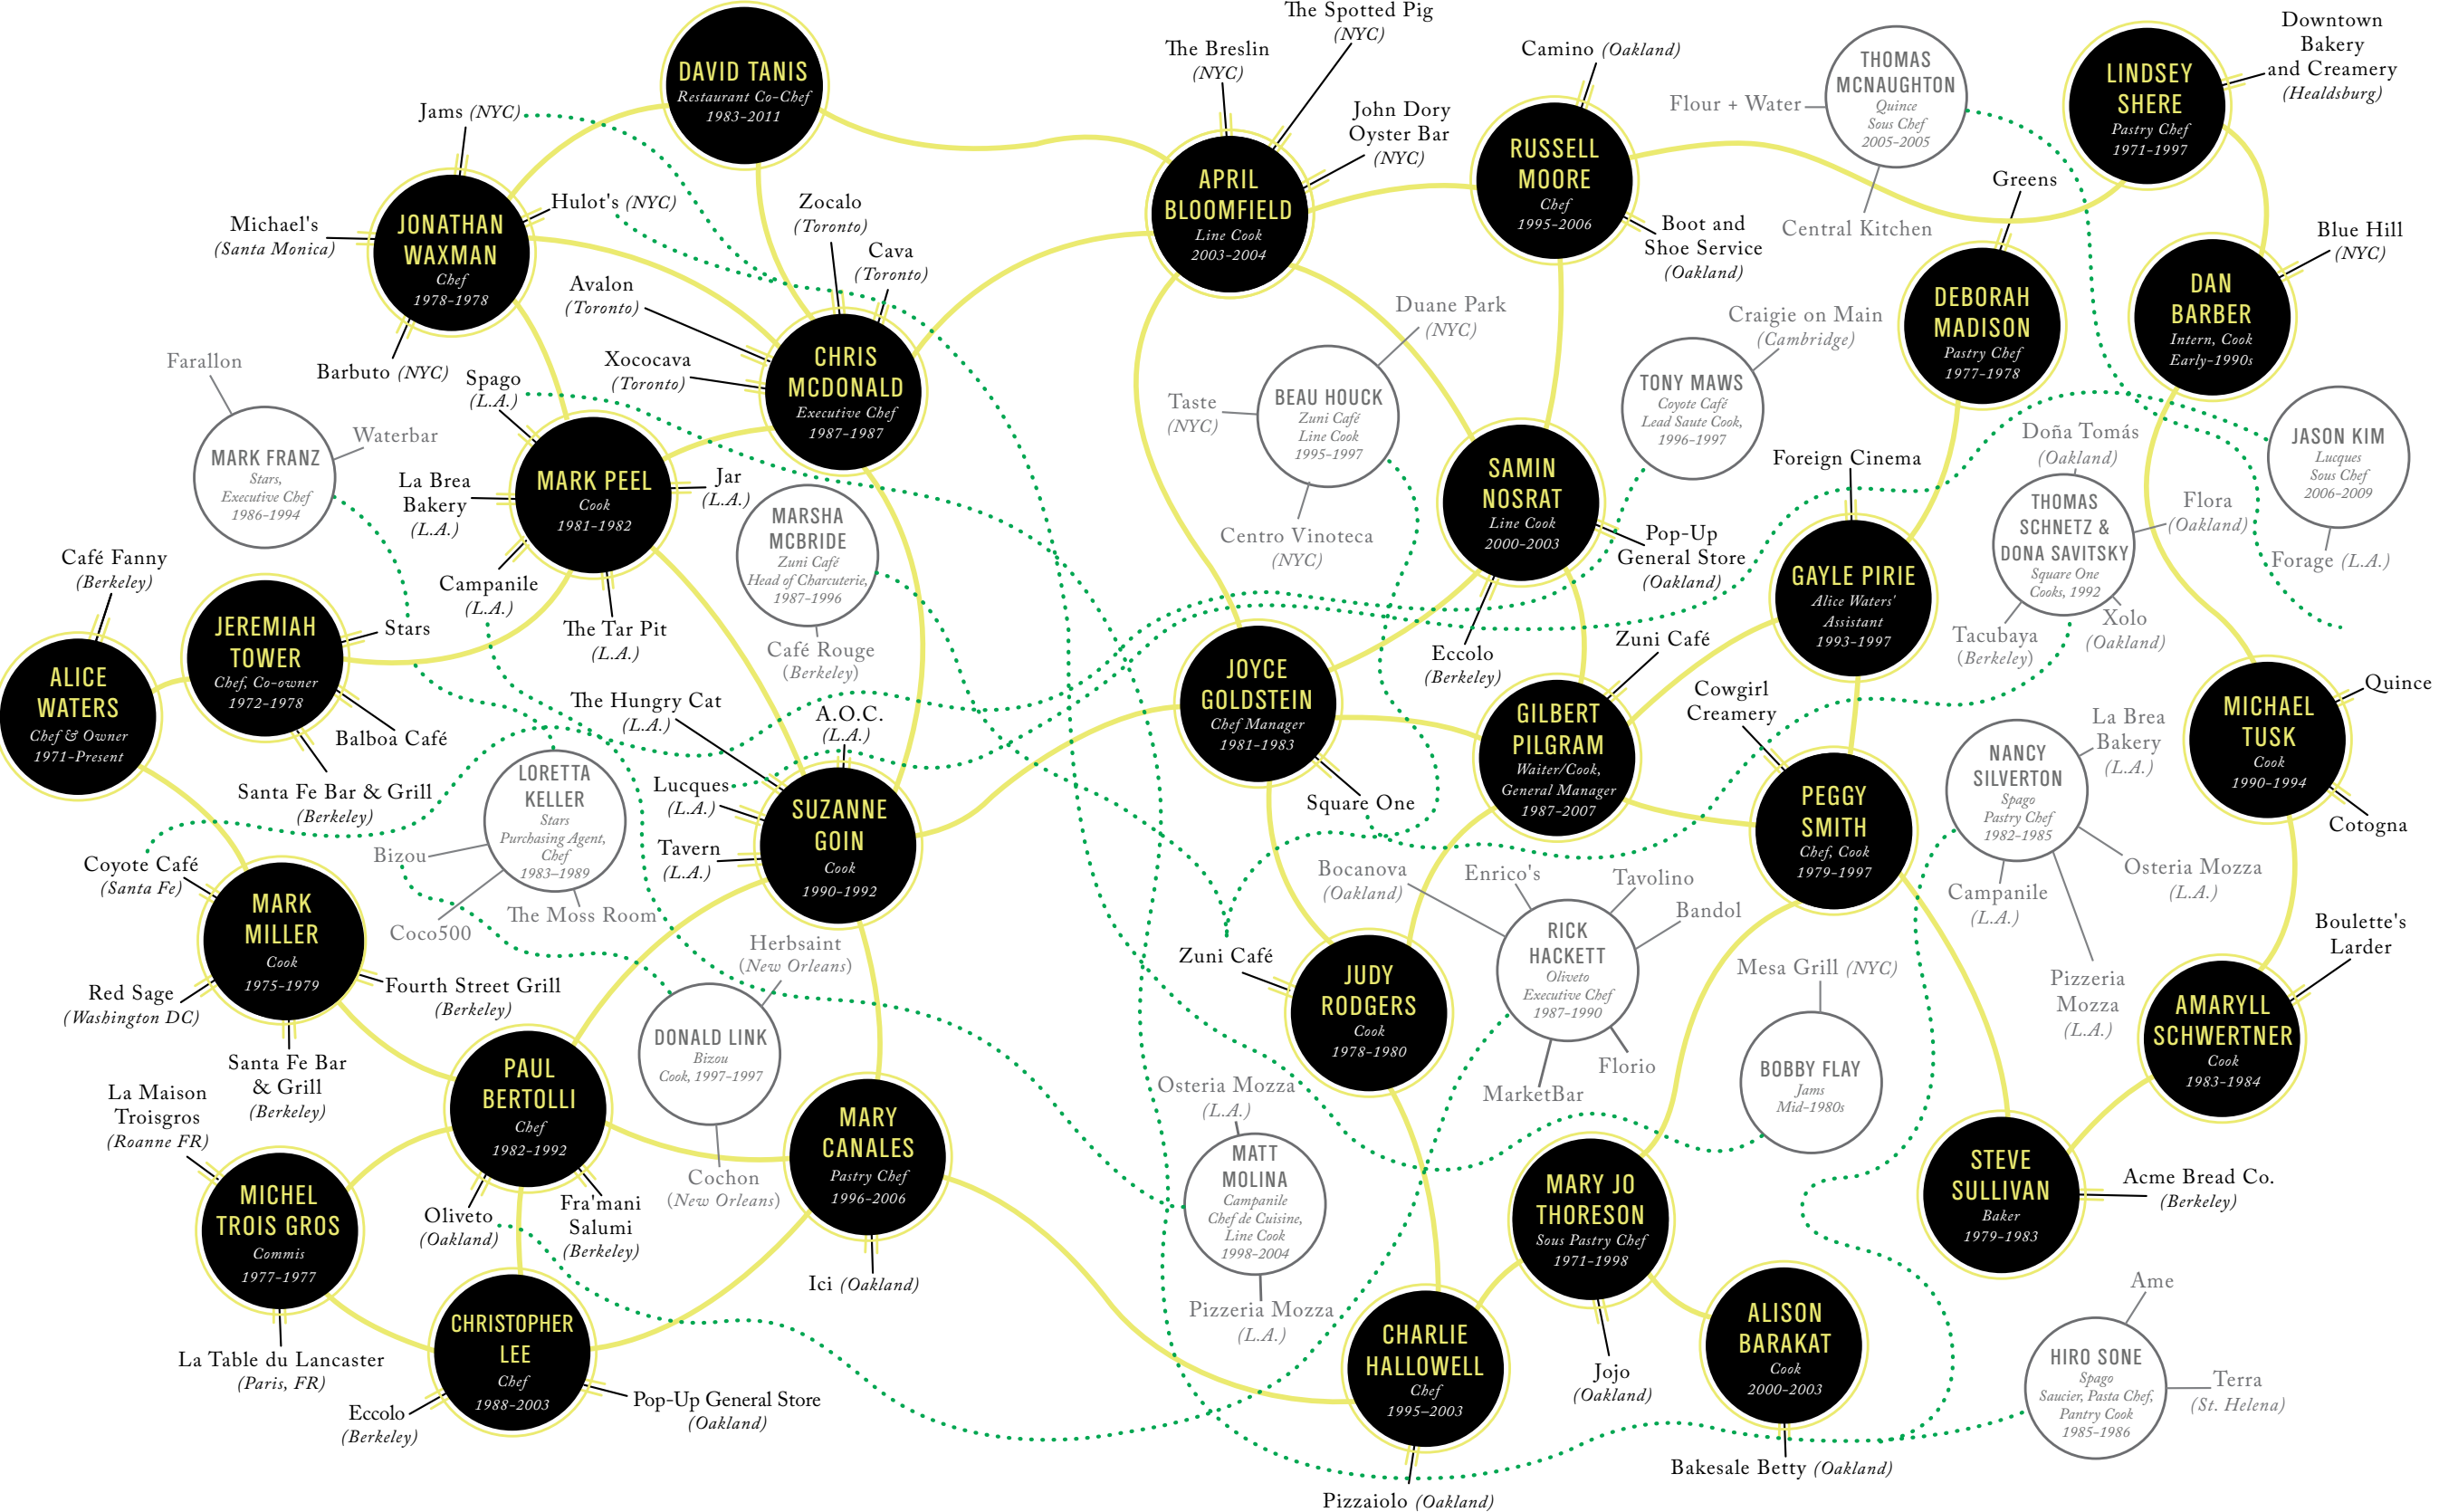 DAVID TANIS
Restaurant Co-Chef
1983-2011
Jams (NYC)
JONATHAN
WAXMAN
Chef
1978-1978
Michael's
(Santa Monica)
Hulot's (NYC)
Barbuto (NYC)
Zocalo
(Toronto)
Cava
(Toronto)
Avalon
(Toronto)
Xococava
(Toronto)
CHRIS
MCDONALD
Executive Chef
1987-1987
The Breslin
(NYC)
The Spotted Pig
(NYC)
John Dory
Oyster Bar
(NYC)
APRIL
BLOOMFIELD
Line Cook
2003-2004
Camino (Oakland)
RUSSELL
MOORE
Chef
1995-2006
Boot and
Shoe Service
(Oakland)
THOMAS
MCNAUGHTON
Quince
Sous Chef
2005-2005
Flour + Water
Central Kitchen
LINDSEY
SHERE
Pastry Chef
1971-1997
Downtown
Bakery
and Creamery
(Healdsburg)
Greens
DEBORAH
MADISON
Pastry Chef
1977-1978
DAN
BARBER
Intern, Cook
Early-1990s
Blue Hill
(NYC)
Farallon
MARK FRANZ
Stars,
Executive Chef
1986-1994
Waterbar
Spago
(L.A.)
La Brea
Bakery
(L.A.)
MARK PEEL
Cook
1981-1982
Jar
(L.A.)
Campanile
(L.A.)
The Tar Pit
(L.A.)
MARSHA
MCBRIDE
Zuni Café
Head of Charcuterie,
1987-1996
Café Rouge
(Berkeley)
Duane Park
(NYC)
Taste
(NYC)
BEAU HOUCK
Zuni Café
Line Cook
1995-1997
Centro Vinoteca
(NYC)
Craigie on Main
(Cambridge)
TONY MAWS
Coyote Café
Lead Saute Cook,
1996-1997
SAMIN
NOSRAT
Line Cook
2000-2003
Pop-Up
General Store
(Oakland)
Eccolo
(Berkeley)
Foreign Cinema
GAYLE PIRIE
Alice Waters'
Assistant
1993-1997
Doña Tomás
(Oakland)
THOMAS
SCHNETZ &
DONA SAVITSKY
Square One
Cooks, 1992
Flora
(Oakland)
Tacubaya
(Berkeley)
Xolo
(Oakland)
JASON KIM
Lucques
Sous Chef
2006-2009
Forage (L.A.)
Café Fanny
(Berkeley)
ALICE
WATERS
Chef & Owner
1971-Present
JEREMIAH
TOWER
Chef, Co-owner
1972-1978
Stars
Balboa Café
Santa Fe Bar & Grill
(Berkeley)
The Hungry Cat
(L.A.)
A.O.C.
(L.A.)
Lucques
(L.A.)
Tavern
(L.A.)
SUZANNE
GOIN
Cook
1990-1992
JOYCE
GOLDSTEIN
Chef Manager
1981-1983
Square One
Zuni Café
GILBERT
PILGRAM
Waiter/Cook,
General Manager
1987-2007
Cowgirl
Creamery
PEGGY
SMITH
Chef, Cook
1979-1997
NANCY
SILVERTON
Spago
Pastry Chef
1982-1985
La Brea
Bakery
(L.A.)
Osteria Mozza
(L.A.)
Campanile
(L.A.)
Pizzeria
Mozza
(L.A.)
MICHAEL
TUSK
Cook
1990-1994
Quince
Cotogna
LORETTA
KELLER
Stars
Purchasing Agent,
Chef
1983–1989
Bizou
Coco500
The Moss Room
Coyote Café
(Santa Fe)
MARK
MILLER
Cook
1975-1979
Red Sage
(Washington DC)
Fourth Street Grill
(Berkeley)
Santa Fe Bar
& Grill
(Berkeley)
Herbsaint
(New Orleans)
DONALD LINK
Bizou
Cook, 1997-1997
Cochon
(New Orleans)
Zuni Café
JUDY
RODGERS
Cook
1978-1980
Bocanova
(Oakland)
Enrico's
Tavolino
Bandol
RICK
HACKETT
Oliveto
Executive Chef
1987-1990
MarketBar
Florio
Mesa Grill (NYC)
BOBBY FLAY
Jams
Mid-1980s
Boulette's
Larder
AMARYLL
SCHWERTNER
Cook
1983-1984
La Maison
Troisgros
(Roanne FR)
MICHEL
TROIS GROS
Commis
1977-1977
La Table du Lancaster
(Paris, FR)
PAUL
BERTOLLI
Chef
1982-1992
Oliveto
(Oakland)
Fra'mani
Salumi
(Berkeley)
MARY
CANALES
Pastry Chef
1996-2006
Ici (Oakland)
CHRISTOPHER
LEE
Chef
1988-2003
Eccolo
(Berkeley)
Pop-Up General Store
(Oakland)
Osteria Mozza
(L.A.)
MATT
MOLINA
Campanile
Chef de Cuisine,
Line Cook
1998-2004
Pizzeria Mozza
(L.A.)
CHARLIE
HALLOWELL
Chef
1995–2003
Pizzaiolo (Oakland)
MARY JO
THORESON
Sous Pastry Chef
1971-1998
Jojo
(Oakland)
ALISON
BARAKAT
Cook
2000-2003
Bakesale Betty (Oakland)
STEVE
SULLIVAN
Baker
1979-1983
Acme Bread Co.
(Berkeley)
Ame
HIRO SONE
Spago
Saucier, Pasta Chef,
Pantry Cook
1985-1986
Terra
(St. Helena)